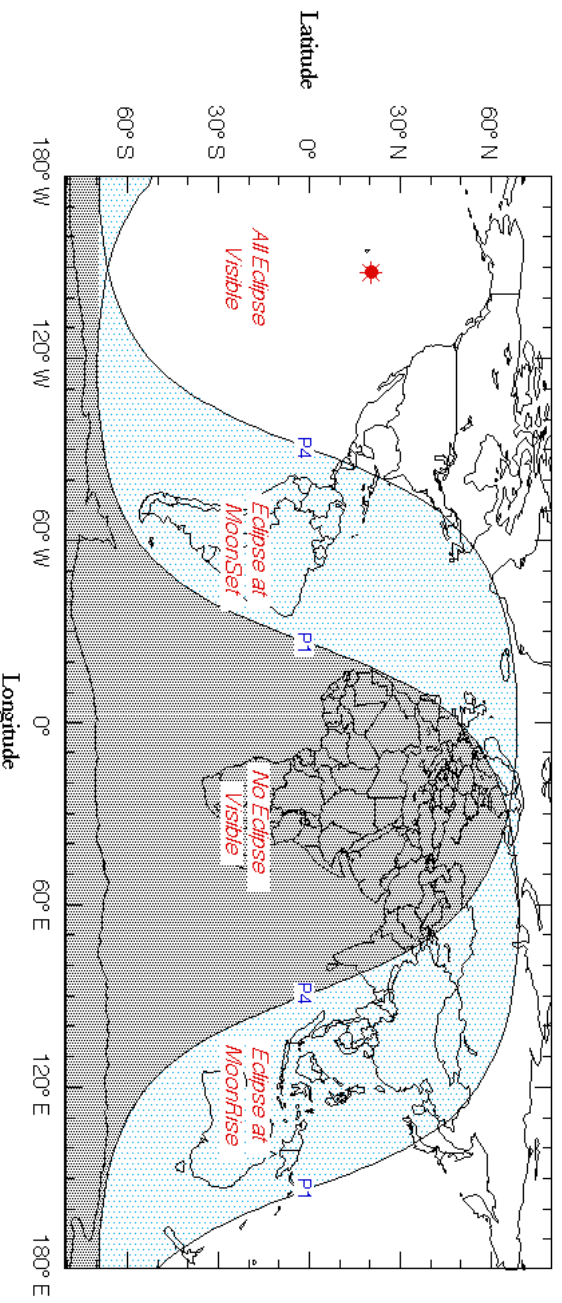 Latitude
60° N
30° N
0°
30° S
60° S
All Eclipse
Visible
P4
Eclipse at
MoonSet
P1
No Eclipse
Visible
P4
Eclipse at
MoonRise
P1
180° W
120° W
60° W
0°
60° E
120° E
180° E
Longitude